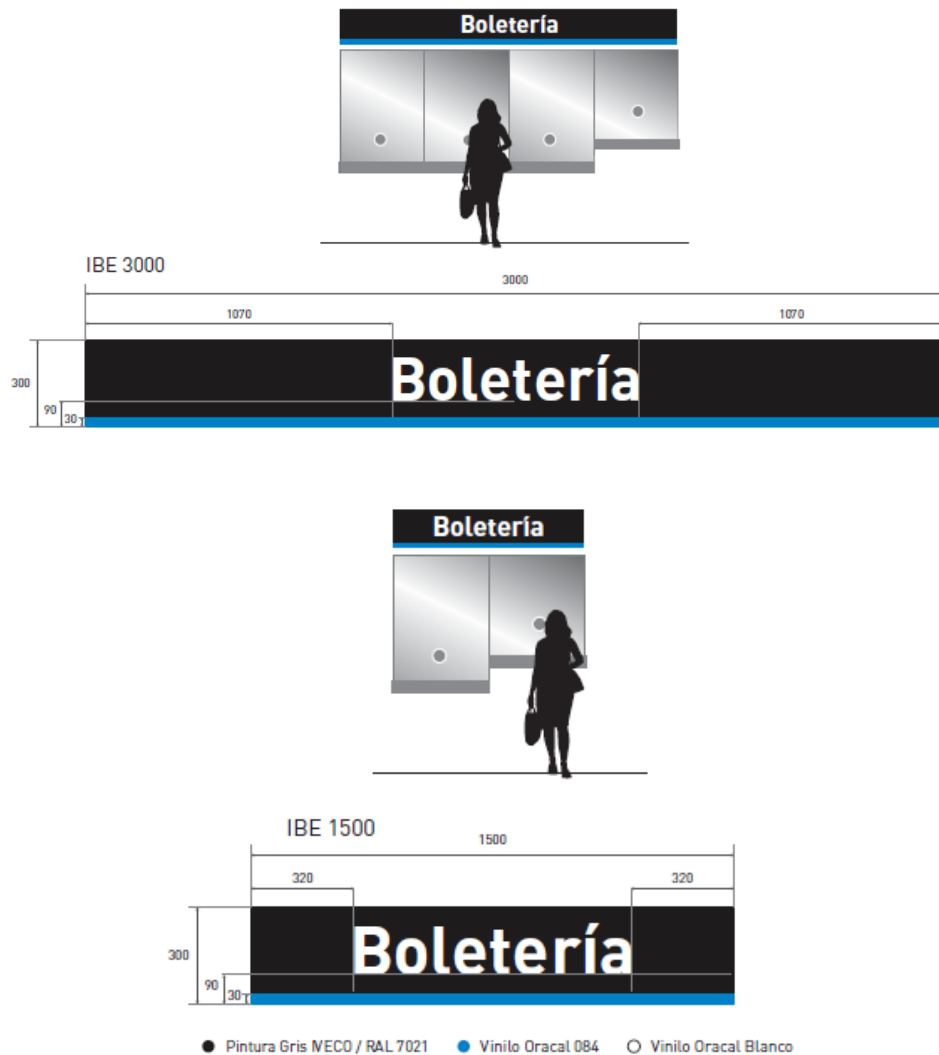 Boletería
IBE 3000
3000
1070 1070
Boletería
300
90
30
Boletería
IBE 1500
1500
320 320
Boletería
300
90
30
Pintura Gris IVECO / RAL 7021 Vinilo Oracal 084 Vinilo Oracal Blanco